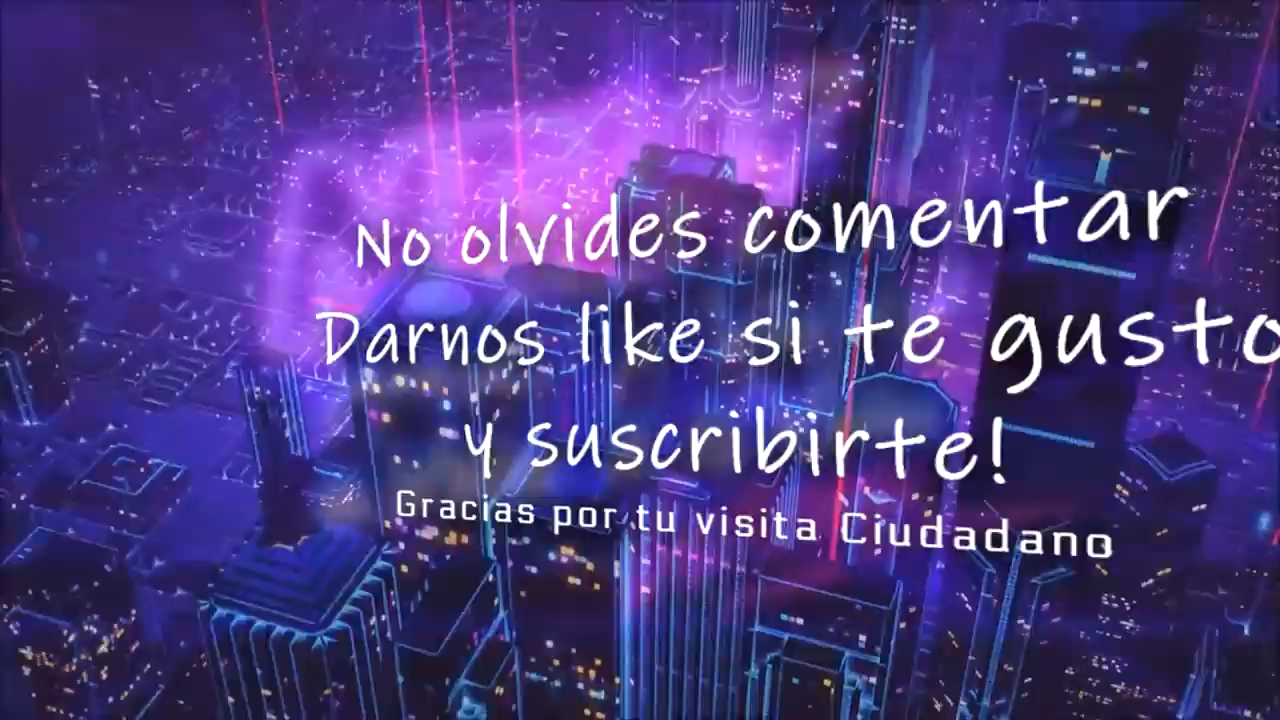 No olvides comentar
Darnos like si te gusto
y suscribirte!
Gracias por tu visita Ciudadano